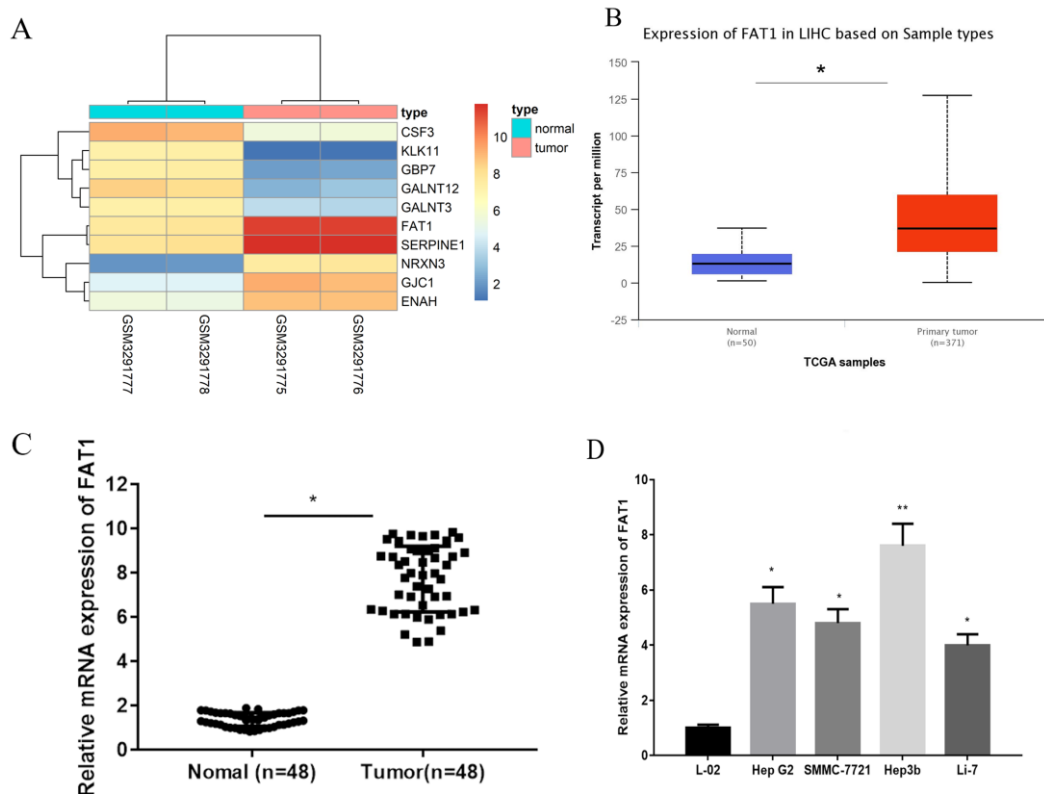 A
type
CSF3
KLK11
GBP7
GALNT12
GALNT3
FAT1
SERPINE1
NRXN3
GJC1
ENAH
GSM3291777
GSM3291778
GSM3291775
GSM3291776
10
8
6
4
2
type
normal
tumor
B
Expression of FAT1 in LIHC based on Sample types
Transcript per million
150
125
100
75
50
25
0
-25
*
Normal
(n=50)
Primary tumor
(n=371)
TCGA samples
C
Relative mRNA expression of FAT1
12
10
8
6
4
2
0
*
Nomal (n=48)
Tumor(n=48)
D
Relative mRNA expression of FAT1
10
8
6
4
2
0
*
*
**
*
L-02
Hep G2
SMMC-7721
Hep3b
Li-7